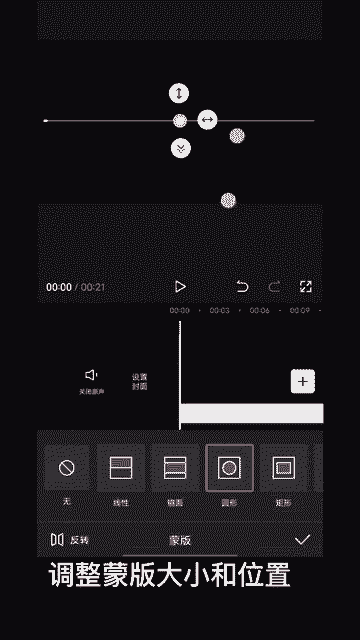 00:00 / 00:21
00:00 · 00:03 · 00:06 · 00:09 ·
关闭原声
设置
封面
无 线性 镜面 圆形 矩形
反转 蒙版
调整蒙版大小和位置